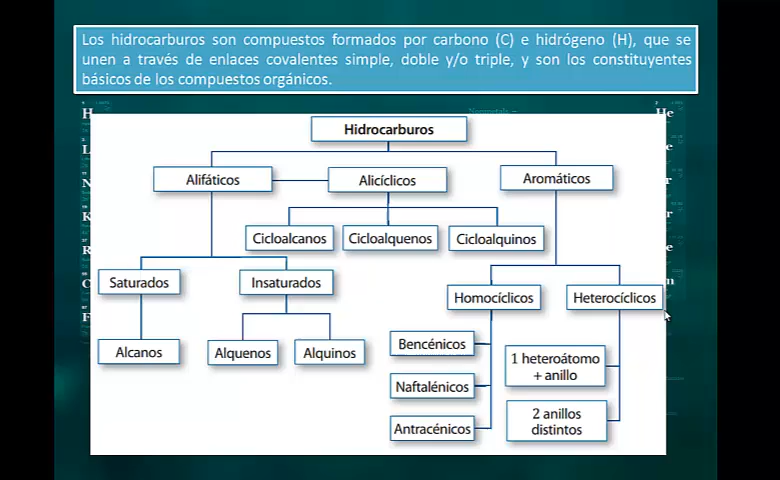 Los hidrocarburos son compuestos formados por carbono (C) e hidrógeno (H), que se
unen a través de enlaces covalentes simple, doble y/o triple, y son los constituyentes
básicos de los compuestos orgánicos.
H
He
Hidrocarburos
Alifáticos
Alicíclicos
Aromáticos
Cicloalcanos
Cicloalquenos
Cicloalquinos
Saturados
Insaturados
Homocíclicos
Heterocíclicos
Alcanos
Alquenos
Alquinos
Bencénicos
Naftalénicos
Antracénicos
1 heteroátomo
+ anillo
2 anillos
distintos